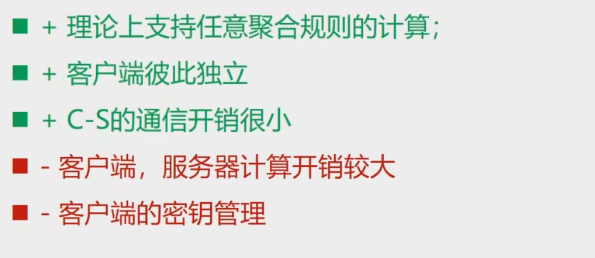 + 理论上支持任意聚合规则的计算；
+ 客户端彼此独立
+ C-S的通信开销很小
- 客户端，服务器计算开销较大
- 客户端的密钥管理